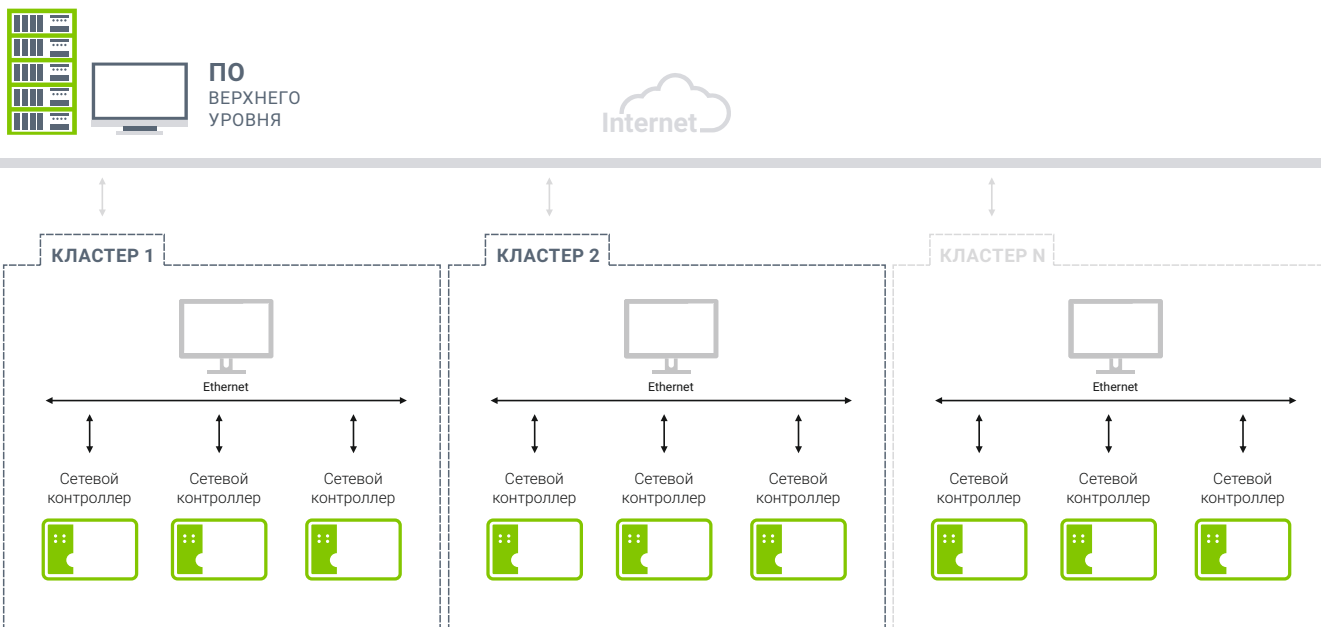 ПО
ВЕРХНЕГО
УРОВНЯ
Internet
КЛАСТЕР 1
КЛАСТЕР 2
КЛАСТЕР N
Ethernet
Ethernet
Ethernet
Сетевой
контроллер
Сетевой
контроллер
Сетевой
контроллер
Сетевой
контроллер
Сетевой
контроллер
Сетевой
контроллер
Сетевой
контроллер
Сетевой
контроллер
Сетевой
контроллер